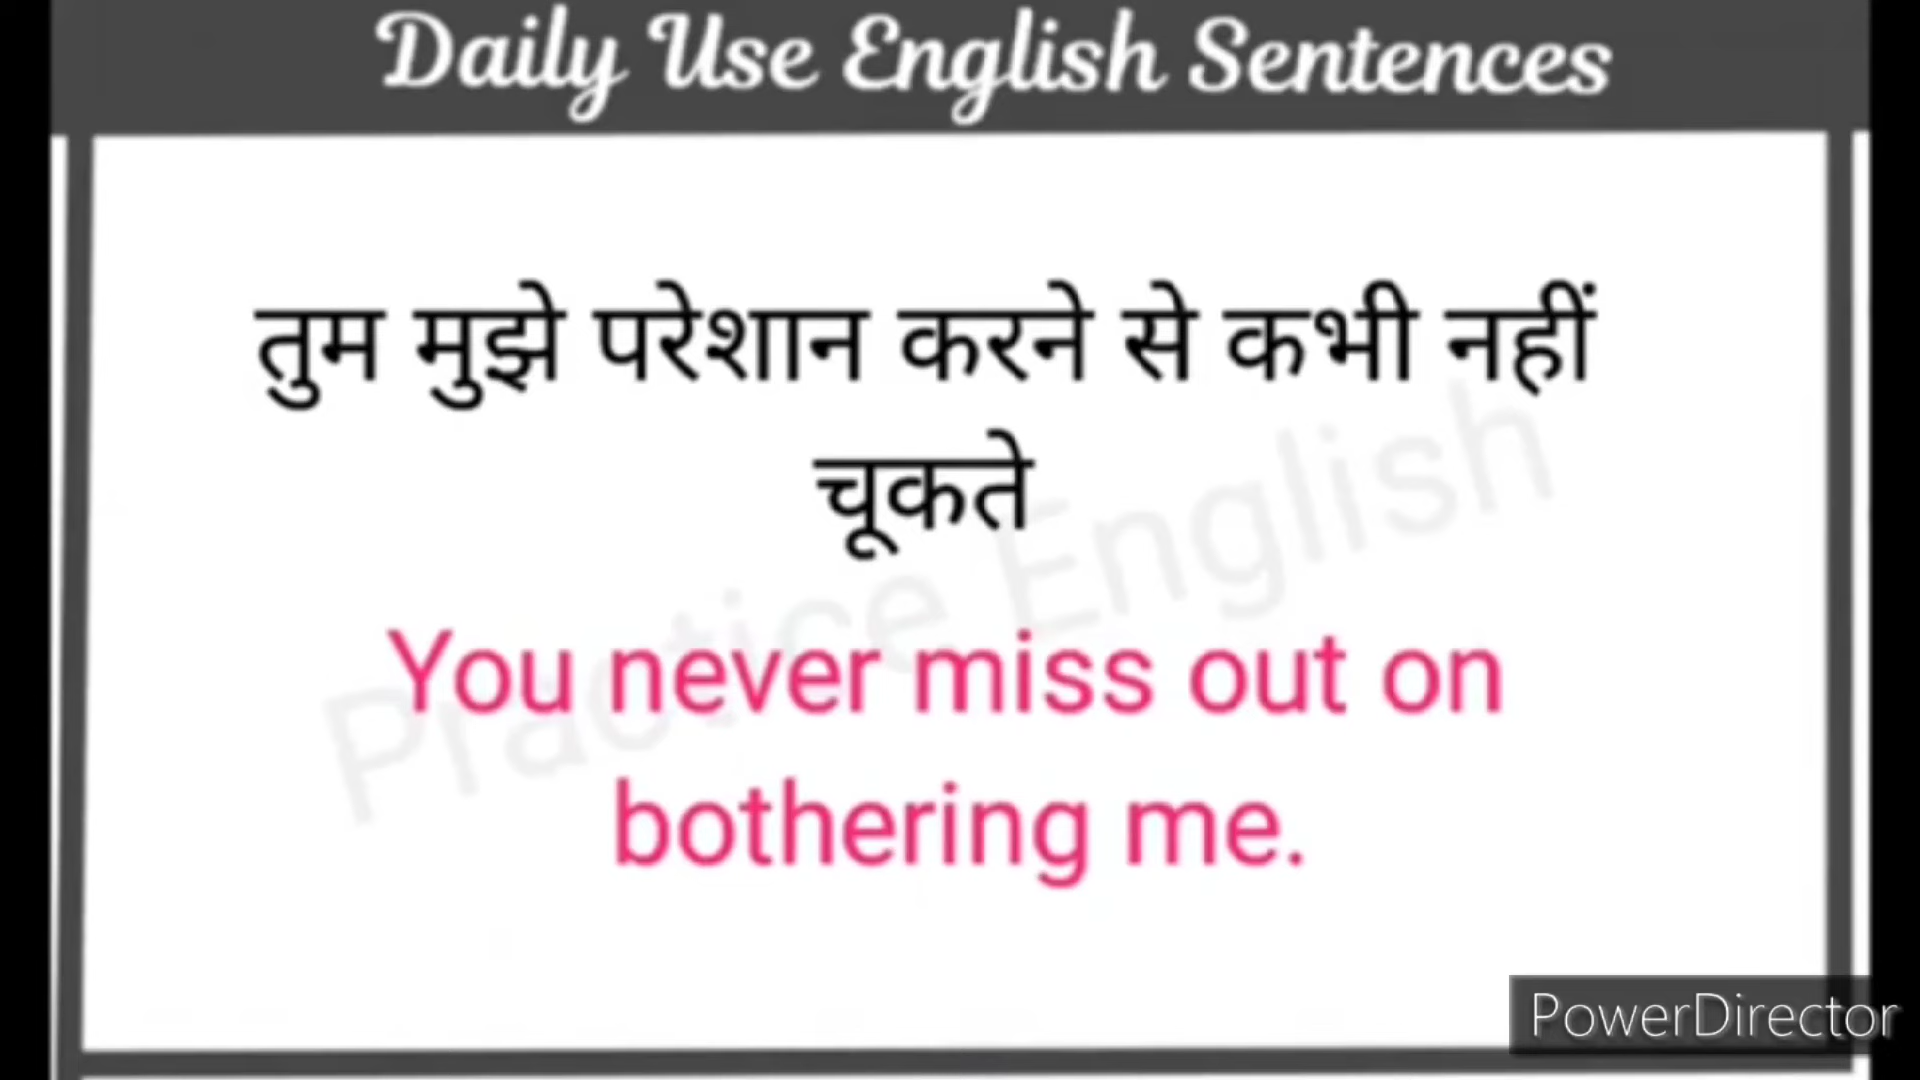 Daily Use English Sentences
तुम मुझे परेशान करने से कभी नहीं
चूकते
Practice English
You never miss out on
bothering me.
PowerDirector